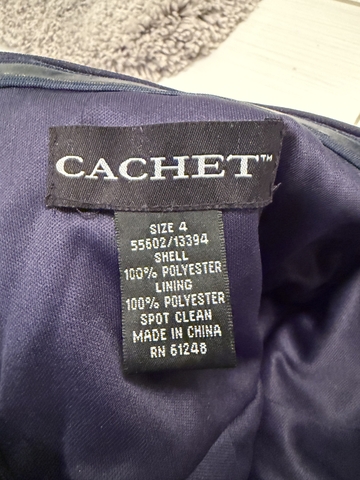 CACHET™
SIZE 4
55602/13394
SHELL
100% POLYESTER
LINING
100% POLYESTER
SPOT CLEAN
MADE IN CHINA
RN 61248